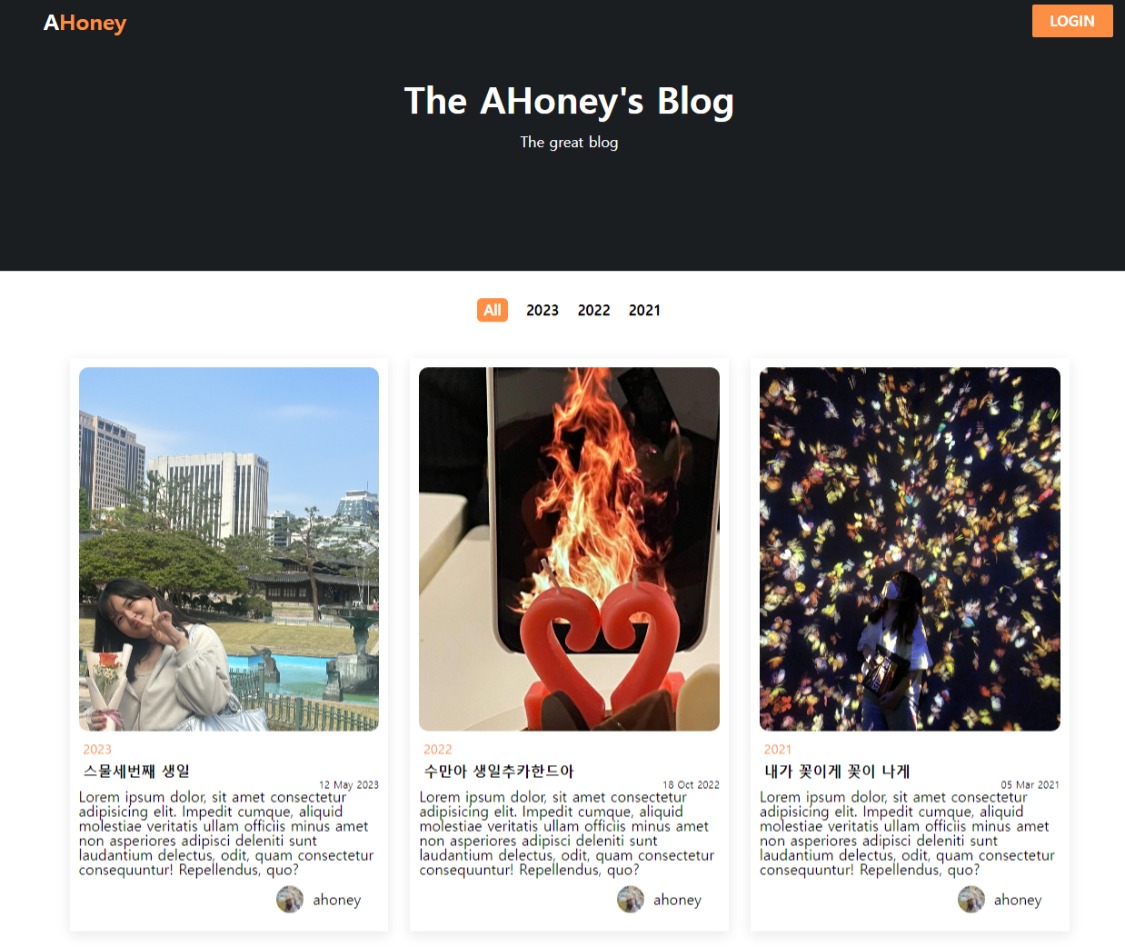 AHoney
LOGIN
The AHoney's Blog
The great blog
All 2023 2022 2021
2023
스물세번째 생일
12 May 2023
Lorem ipsum dolor, sit amet consectetur
adipisicing elit. Impedit cumque, aliquid
molestiae veritatis ullam officiis minus amet
non asperiores adipisci deleniti sunt
laudantium delectus, odit, quam consectetur
consequuntur! Repellendus, quo?
ahoney
2022
수만아 생일추카한드아
18 Oct 2022
Lorem ipsum dolor, sit amet consectetur
adipisicing elit. Impedit cumque, aliquid
molestiae veritatis ullam officiis minus amet
non asperiores adipisci deleniti sunt
laudantium delectus, odit, quam consectetur
consequuntur! Repellendus, quo?
ahoney
2021
내가 꽃이게 꽃이 나게
05 Mar 2021
Lorem ipsum dolor, sit amet consectetur
adipisicing elit. Impedit cumque, aliquid
molestiae veritatis ullam officiis minus amet
non asperiores adipisci deleniti sunt
laudantium delectus, odit, quam consectetur
consequuntur! Repellendus, quo?
ahoney